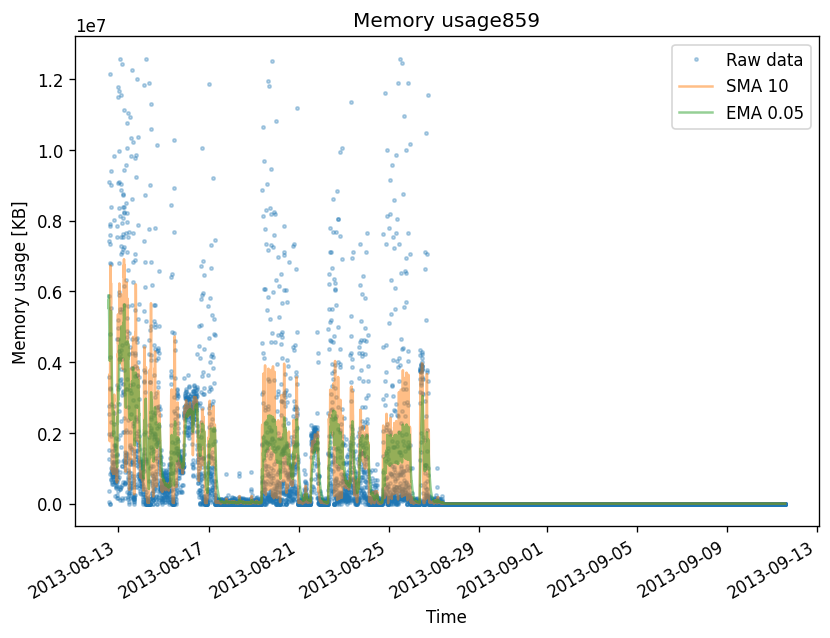 Memory usage859
1e7
Raw data
SMA 10
EMA 0.05
1.2
1.0
0.8
0.6
0.4
0.2
0.0
Memory usage [KB]
2013-08-13
2013-08-17
2013-08-21
2013-08-25
2013-08-29
2013-09-01
2013-09-05
2013-09-09
2013-09-13
Time